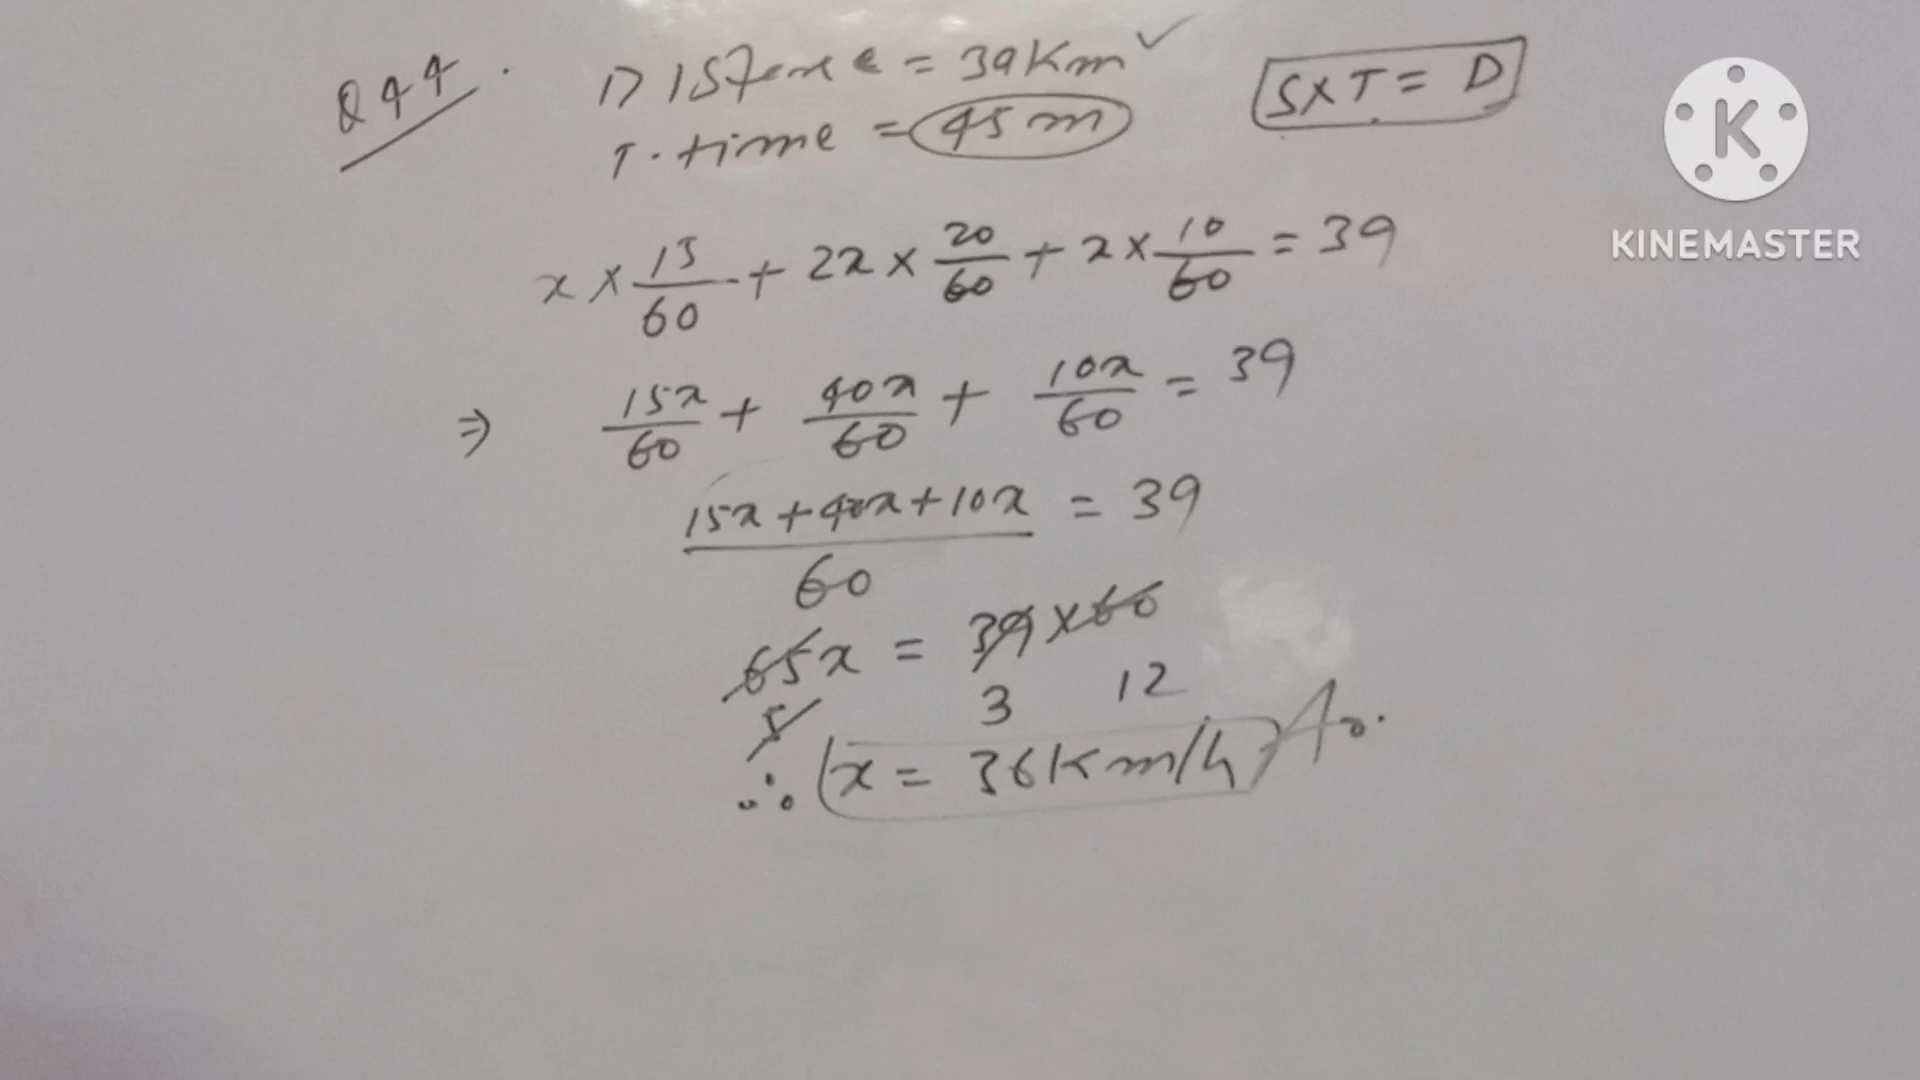 Q44. Distance = 39 Km ✓
S×T = D
T. time = 45 m
K
KINEMASTER
x × 15/60 + 2x × 20/60 + x × 10/60 = 39
⇒ 15x/60 + 40x/60 + 10x/60 = 39
15x + 40x + 10x / 60 = 39
65x = 39 × 60
5 3 12
∴ x = 36 Km/h